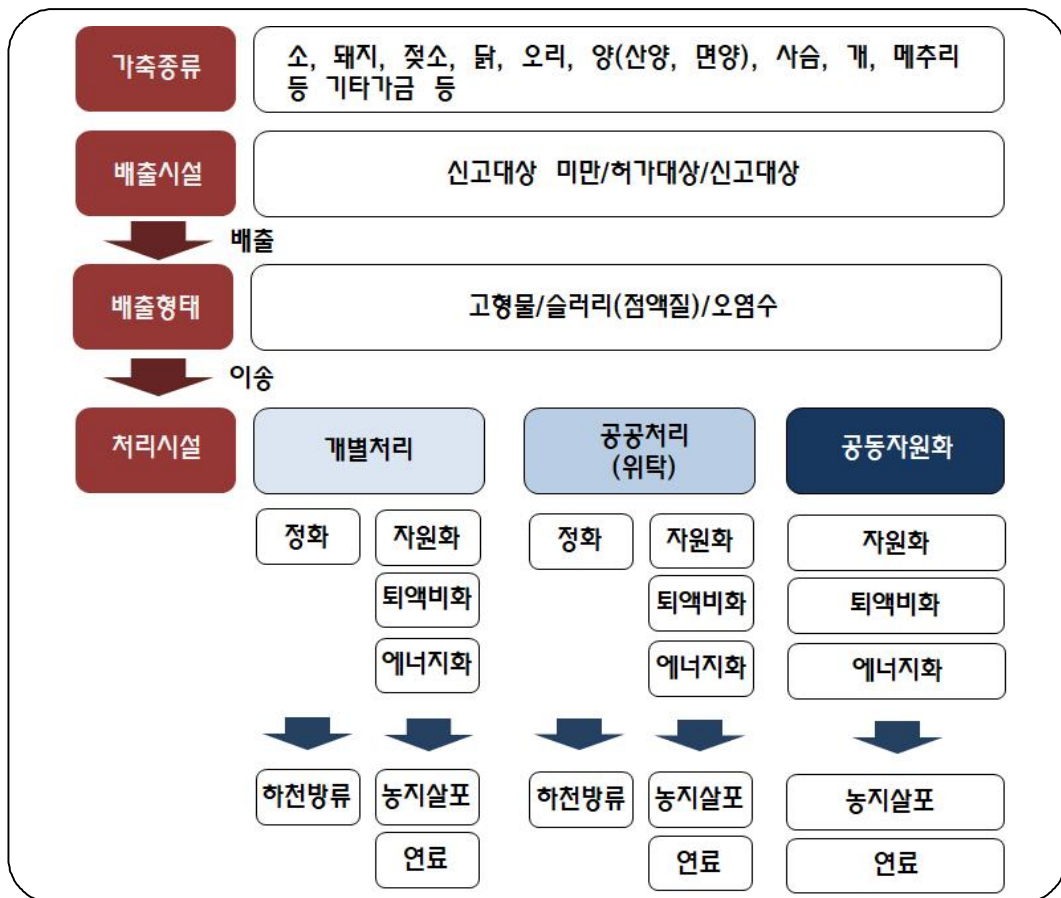 가축종류
소, 돼지, 젖소, 닭, 오리, 양(산양, 면양), 사슴, 개, 메추리
등 기타가금 등
배출시설
신고대상 미만/허가대상/신고대상
배출
배출형태
고형물/슬러리(점액질)/오염수
이송
처리시설
개별처리
공공처리
(위탁)
공동자원화
정화
자원화
정화
자원화
자원화
퇴액비화
퇴액비화
퇴액비화
에너지화
에너지화
에너지화
하천방류
농지살포
하천방류
농지살포
농지살포
연료
연료
연료